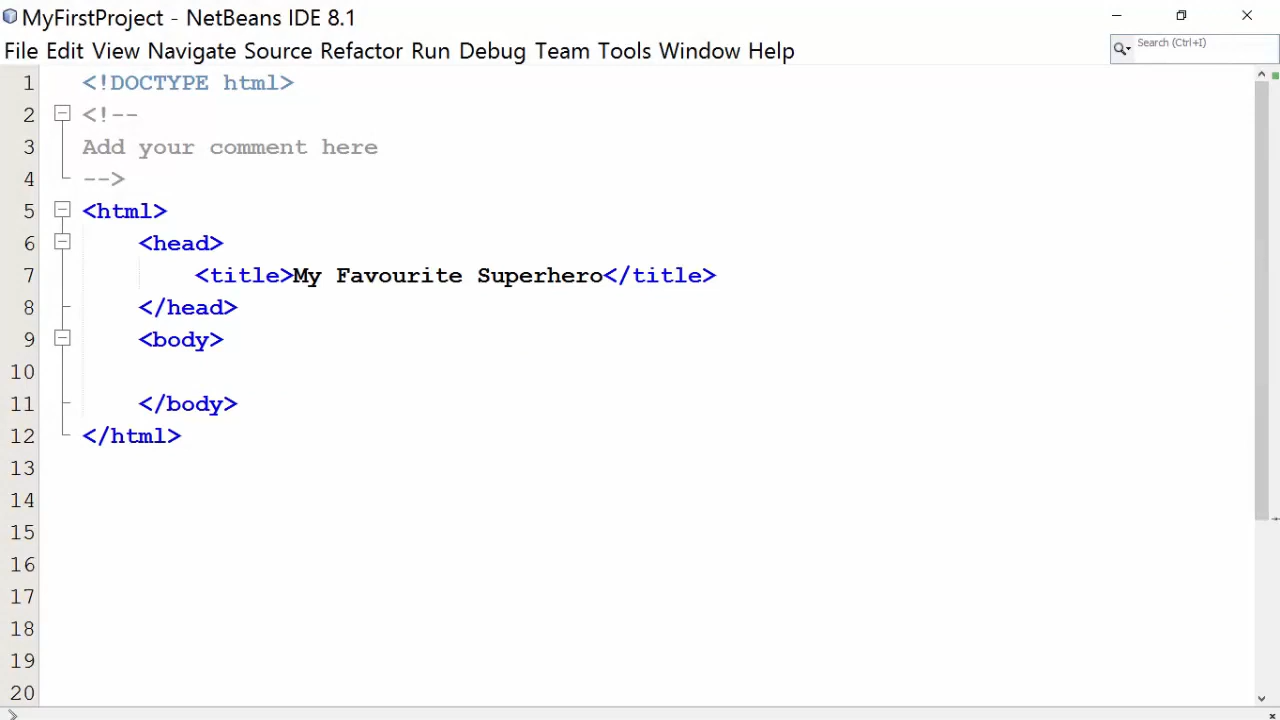 MyFirstProject - NetBeans IDE 8.1
File Edit View Navigate Source Refactor Run Debug Team Tools Window Help
Search (Ctrl+I)
1 <!DOCTYPE html>
2 <!--
3 Add your comment here
4 -->
5 <html>
6 <head>
7 <title>My Favourite Superhero</title>
8 </head>
9 <body>
10
11 </body>
12 </html>
13
14
15
16
17
18
19
20